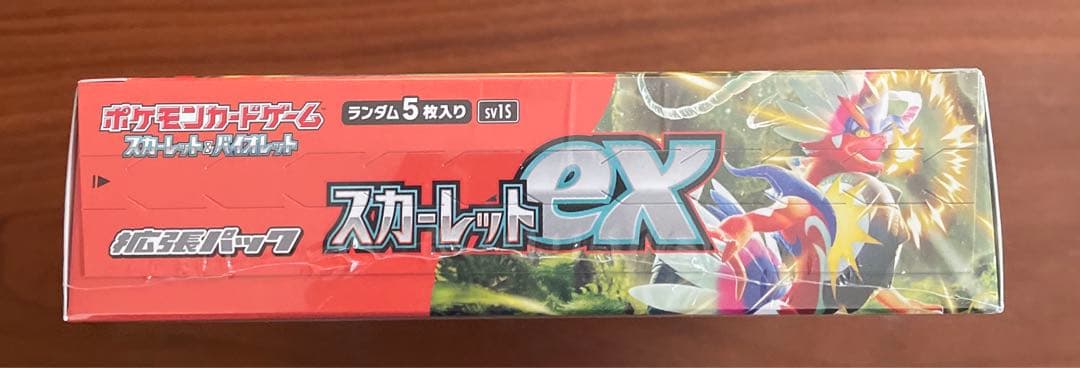 ポケモンカードゲーム
スカーレット&バイオレット
ランダム5枚入り sv1S
スカーレットex
拡張パック